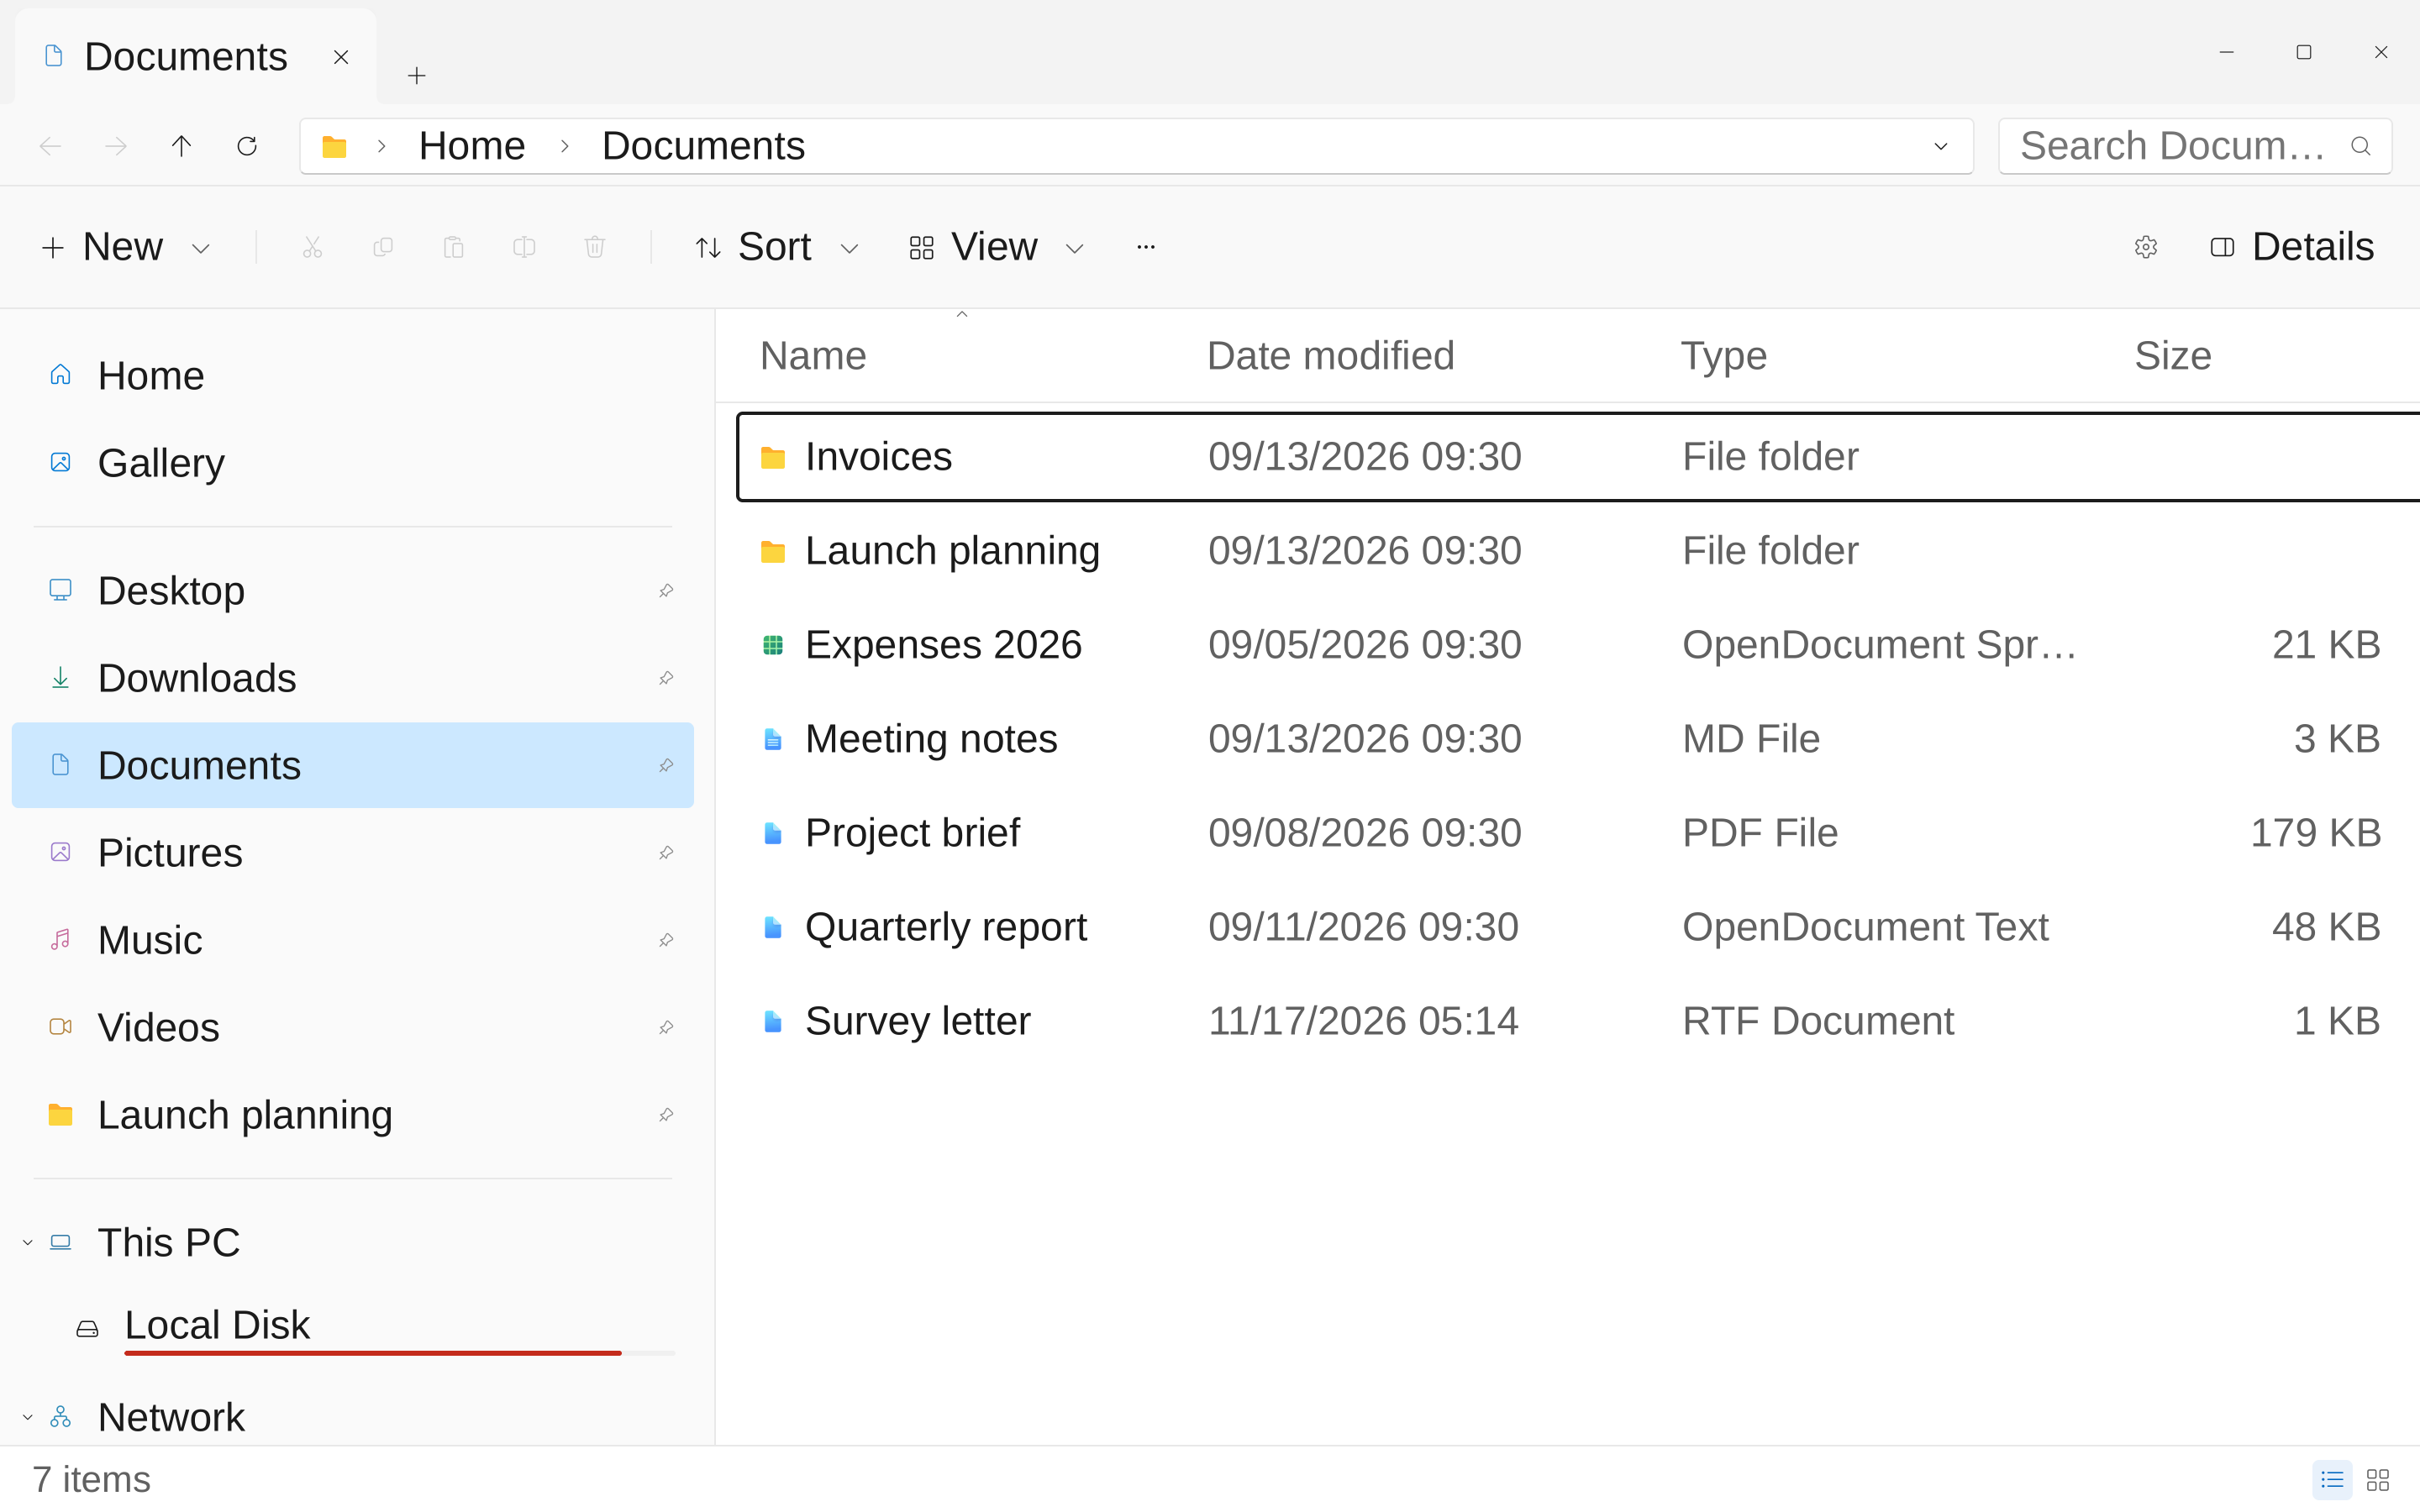 Documents
Home Documents
Search Docum…
New Sort View Details
Home
Gallery
Desktop
Downloads
Documents
Pictures
Music
Videos
Launch planning
This PC
Local Disk
Network
Name Date modified Type Size
Invoices 09/13/2026 09:30 File folder
Launch planning 09/13/2026 09:30 File folder
Expenses 2026 09/05/2026 09:30 OpenDocument Spr… 21 KB
Meeting notes 09/13/2026 09:30 MD File 3 KB
Project brief 09/08/2026 09:30 PDF File 179 KB
Quarterly report 09/11/2026 09:30 OpenDocument Text 48 KB
Survey letter 11/17/2026 05:14 RTF Document 1 KB
7 items